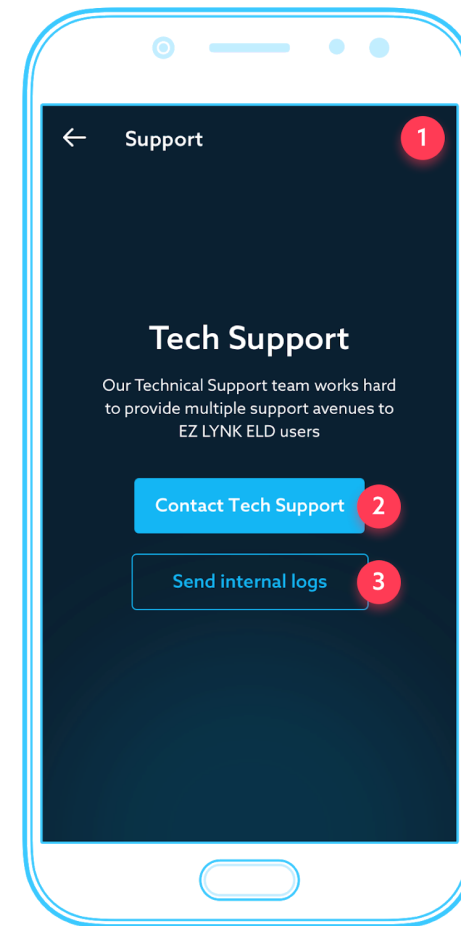 Support
1
Tech Support
Our Technical Support team works hard
to provide multiple support avenues to
EZ LYNK ELD users
Contact Tech Support
2
Send internal logs
3